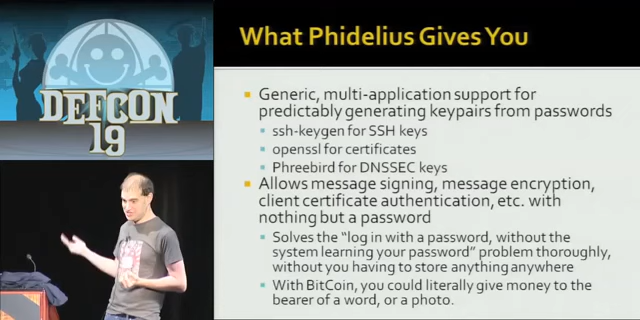 DEFCON
19
What Phidelius Gives You
Generic, multi-application support for
predictably generating keypairs from passwords
ssh-keygen for SSH keys
openssl for certificates
Phreebird for DNSSEC keys
Allows message signing, message encryption,
client certificate authentication, etc. with
nothing but a password
Solves the “log in with a password, without the
system learning your password” problem thoroughly,
without you having to store anything anywhere
With BitCoin, you could literally give money to the
bearer of a word, or a photo.